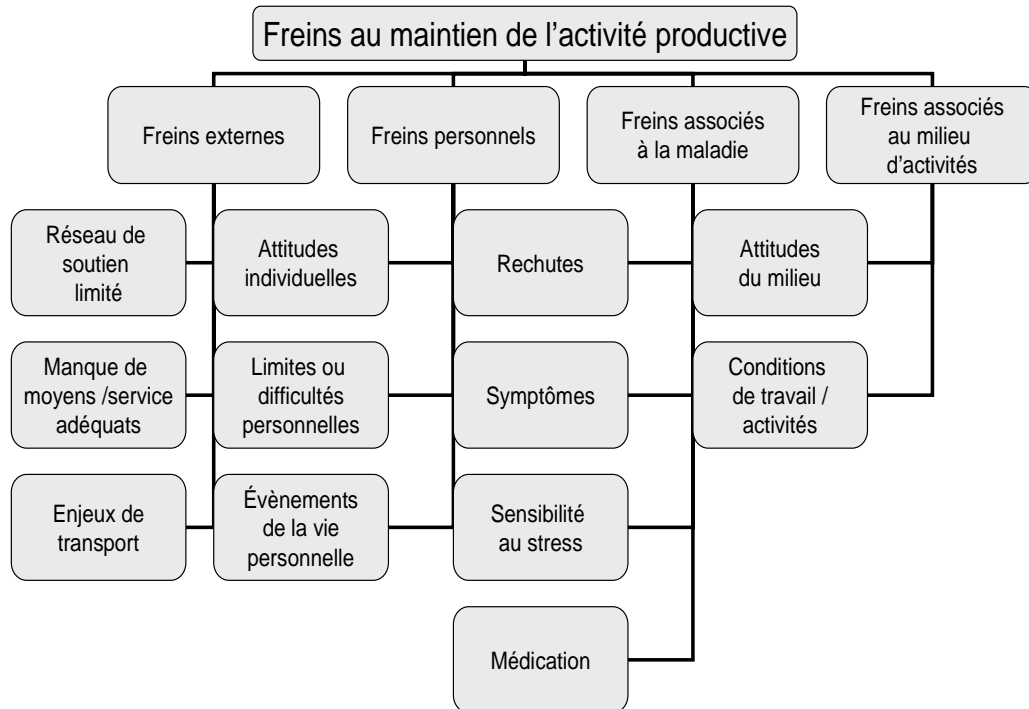 Freins au maintien de l’activité productive
Freins externes
Freins personnels
Freins associés
à la maladie
Freins associés
au milieu
d’activités
Réseau de
soutien
limité
Attitudes
individuelles
Rechutes
Attitudes
du milieu
Manque de
moyens /service
adéquats
Limites ou
difficultés
personnelles
Symptômes
Conditions
de travail /
activités
Enjeux de
transport
Évènements
de la vie
personnelle
Sensibilité
au stress
Médication